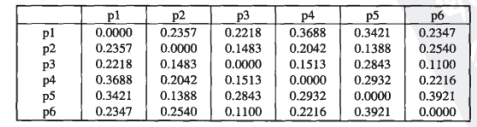 p1 p2 p3 p4 p5 p6
p1 0.0000 0.2357 0.2218 0.3688 0.3421 0.2347
p2 0.2357 0.0000 0.1483 0.2042 0.1388 0.2540
p3 0.2218 0.1483 0.0000 0.1513 0.2843 0.1100
p4 0.3688 0.2042 0.1513 0.0000 0.2932 0.2216
p5 0.3421 0.1388 0.2843 0.2932 0.0000 0.3921
p6 0.2347 0.2540 0.1100 0.2216 0.3921 0.0000